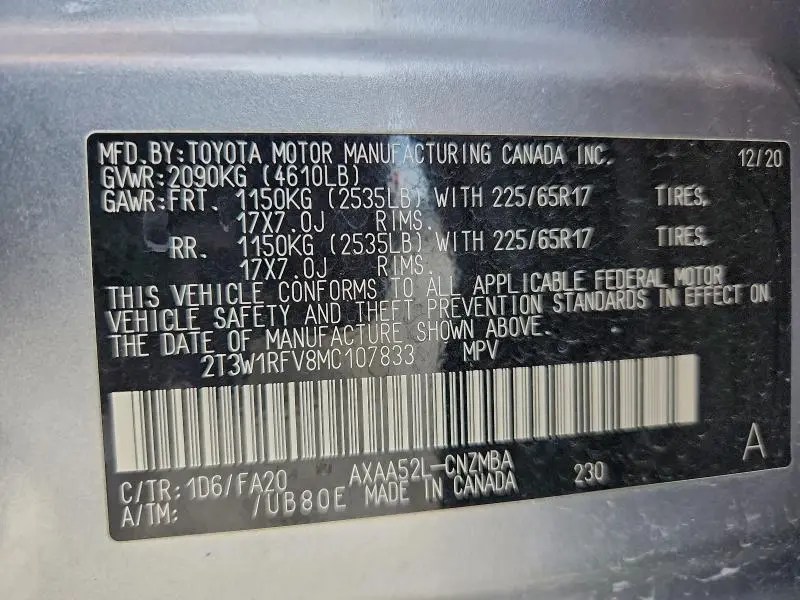 MFD.BY:TOYOTA MOTOR MANUFACTURING CANADA INC. 12/20
GVWR:2090KG (4610LB)
GAWR:FRT. 1150KG (2535LB) WITH 225/65R17 TIRES,
17X7.0J RIMS.
RR. 1150KG (2535LB) WITH 225/65R17 TIRES,
17X7.0J RIMS.
THIS VEHICLE CONFORMS TO ALL APPLICABLE FEDERAL MOTOR
VEHICLE SAFETY AND THEFT PREVENTION STANDARDS IN EFFECT ON
THE DATE OF MANUFACTURE SHOWN ABOVE.
2T3W1RFV8MC107833 MPV
A
C/TR:1D6/FA20 AXAA52L-CNZMBA 230
A/TM: /UB80E MADE IN CANADA